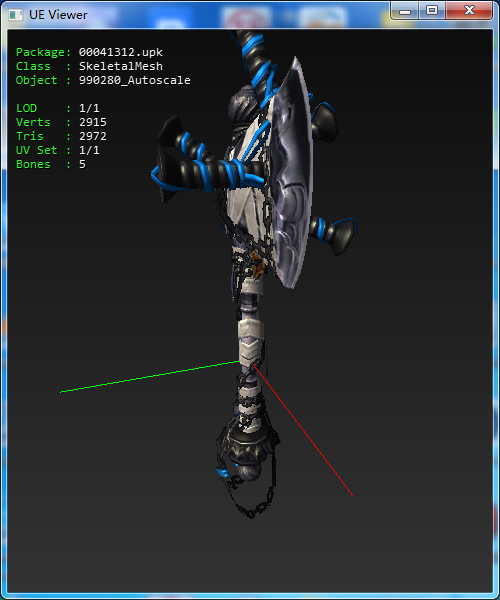 UE Viewer
Package: 00041312.upk
Class : SkeletalMesh
Object : 990280_Autoscale
LOD : 1/1
Verts : 2915
Tris : 2972
UV Set : 1/1
Bones : 5